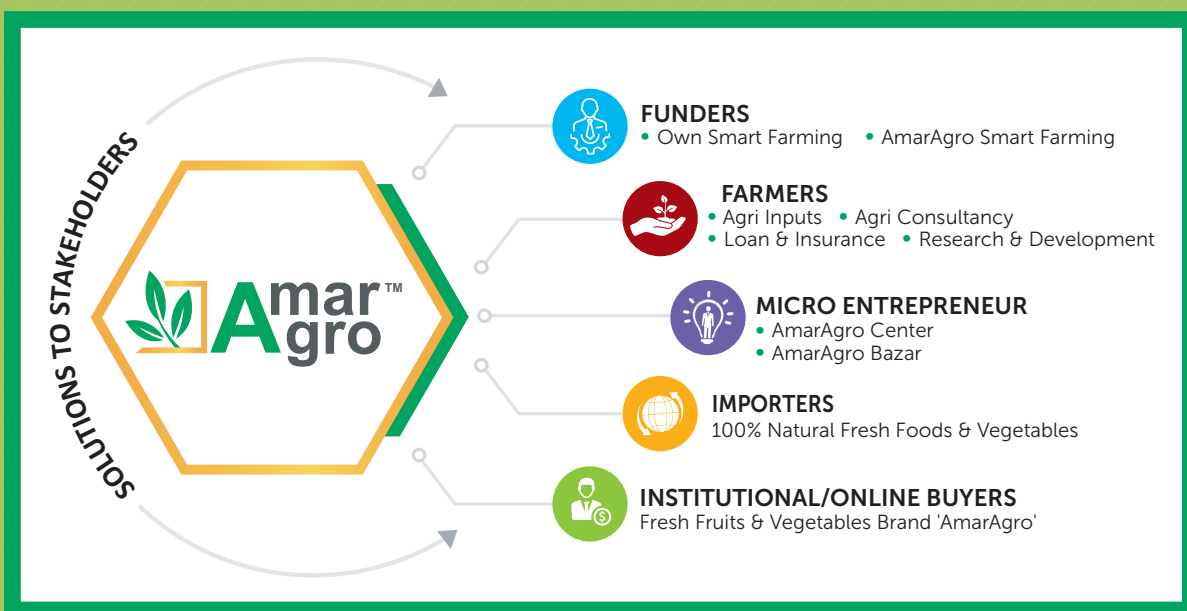 SOLUTIONS TO STAKEHOLDERS
Amar™
Agro
FUNDERS
• Own Smart Farming • AmarAgro Smart Farming
FARMERS
• Agri Inputs • Agri Consultancy
• Loan & Insurance • Research & Development
MICRO ENTREPRENEUR
• AmarAgro Center
• AmarAgro Bazar
IMPORTERS
100% Natural Fresh Foods & Vegetables
INSTITUTIONAL/ONLINE BUYERS
Fresh Fruits & Vegetables Brand 'AmarAgro'